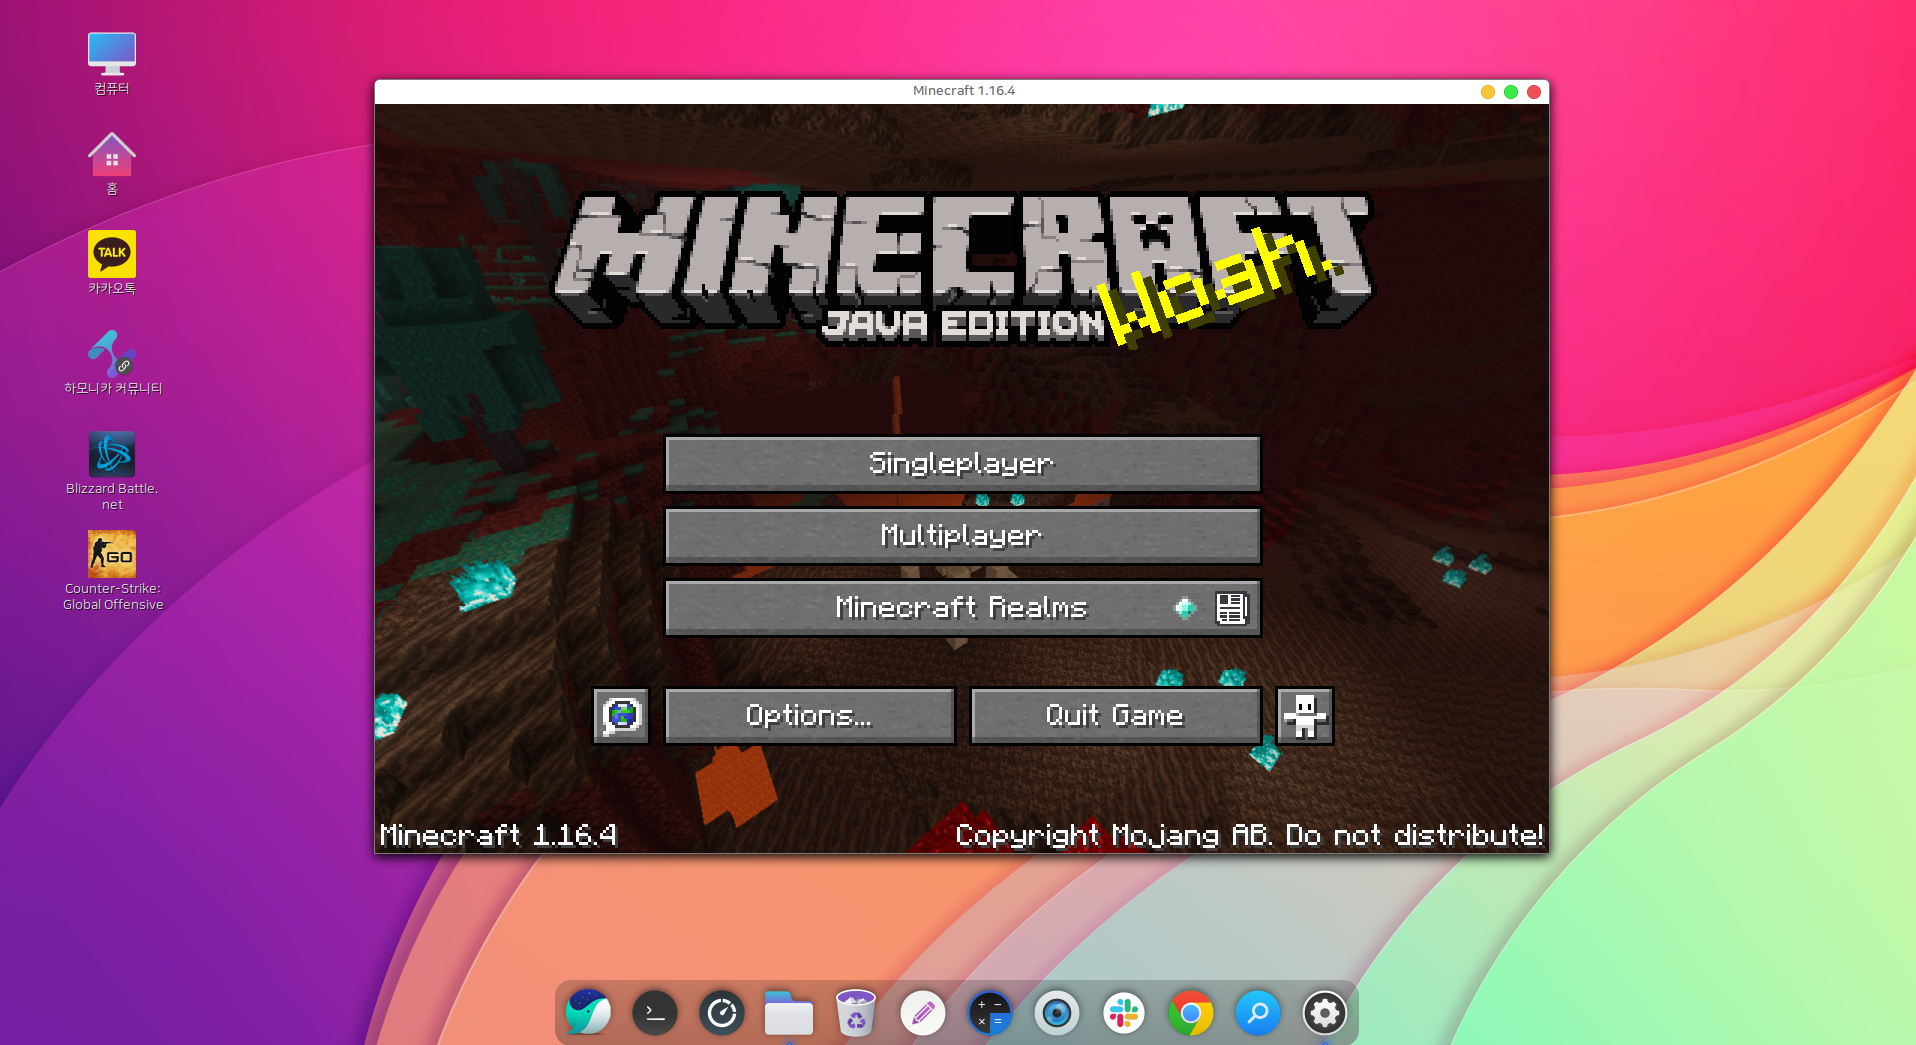 컴퓨터
홈
TALK
카카오톡
하모니카 커뮤니티
Blizzard Battle.
net
GO
Counter-Strike:
Global Offensive
Minecraft 1.16.4
MINECRAFT
JAVA EDITION
Woah.
Singleplayer
Multiplayer
Minecraft Realms
Options...
Quit Game
Minecraft 1.16.4
Copyright Mojang AB. Do not distribute!